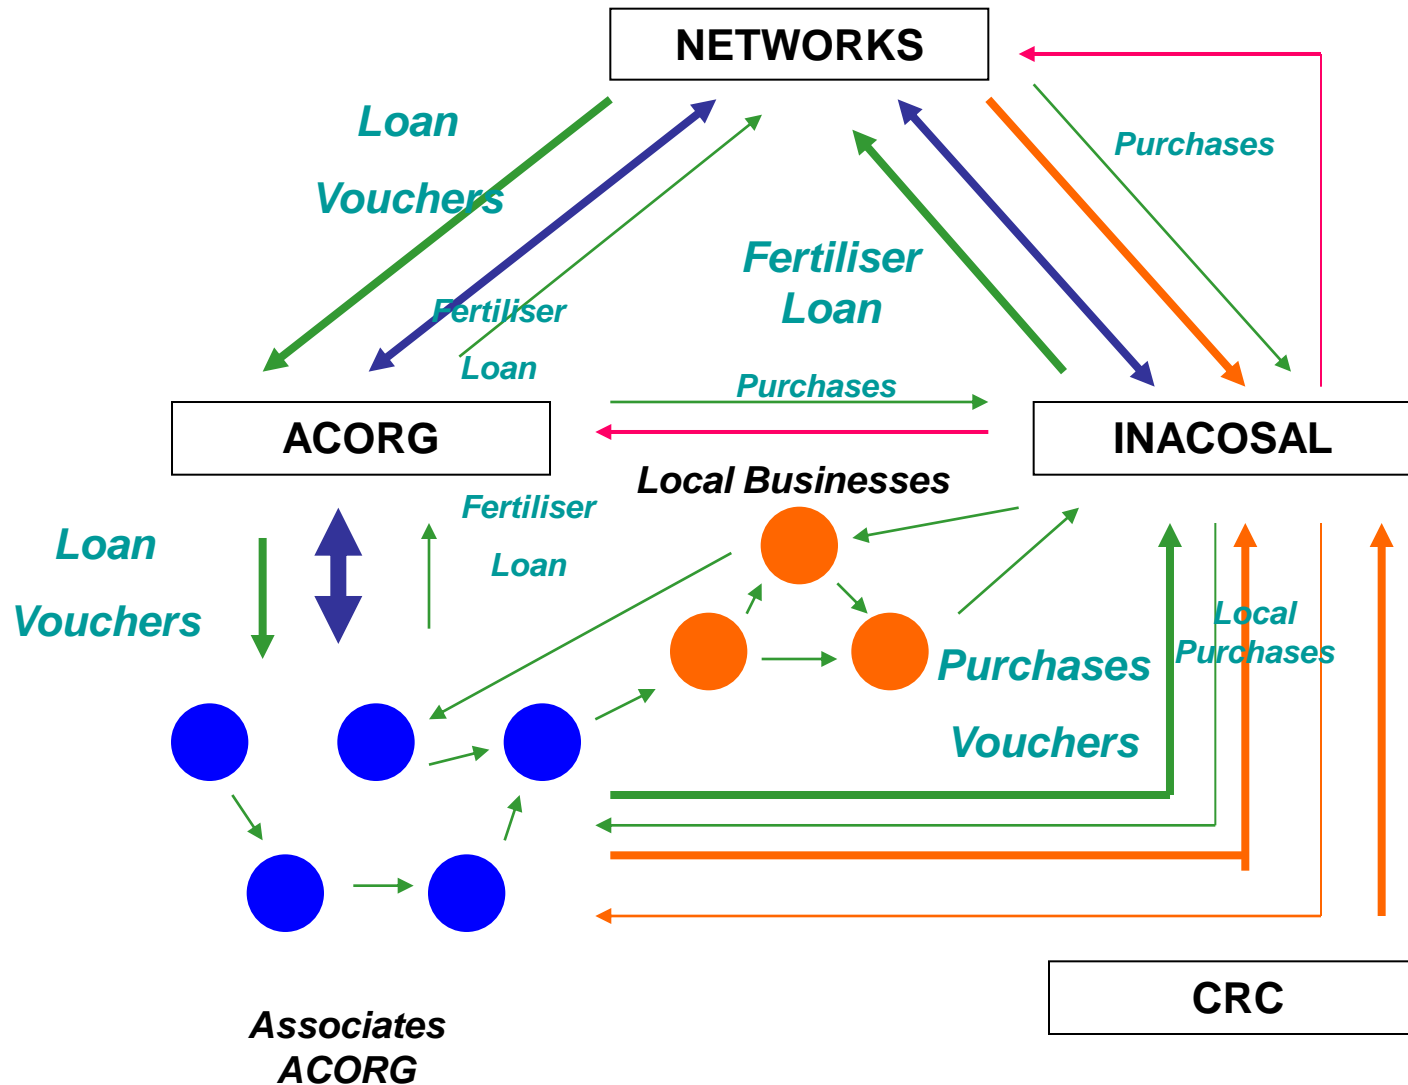 NETWORKS
Loan
Vouchers
Purchases
Fertiliser
Loan
Fertiliser
Loan
Purchases
ACORG
INACOSAL
Local Businesses
Fertiliser
Loan
Loan
Vouchers
Local
Purchases
Purchases
Vouchers
CRC
Associates
ACORG